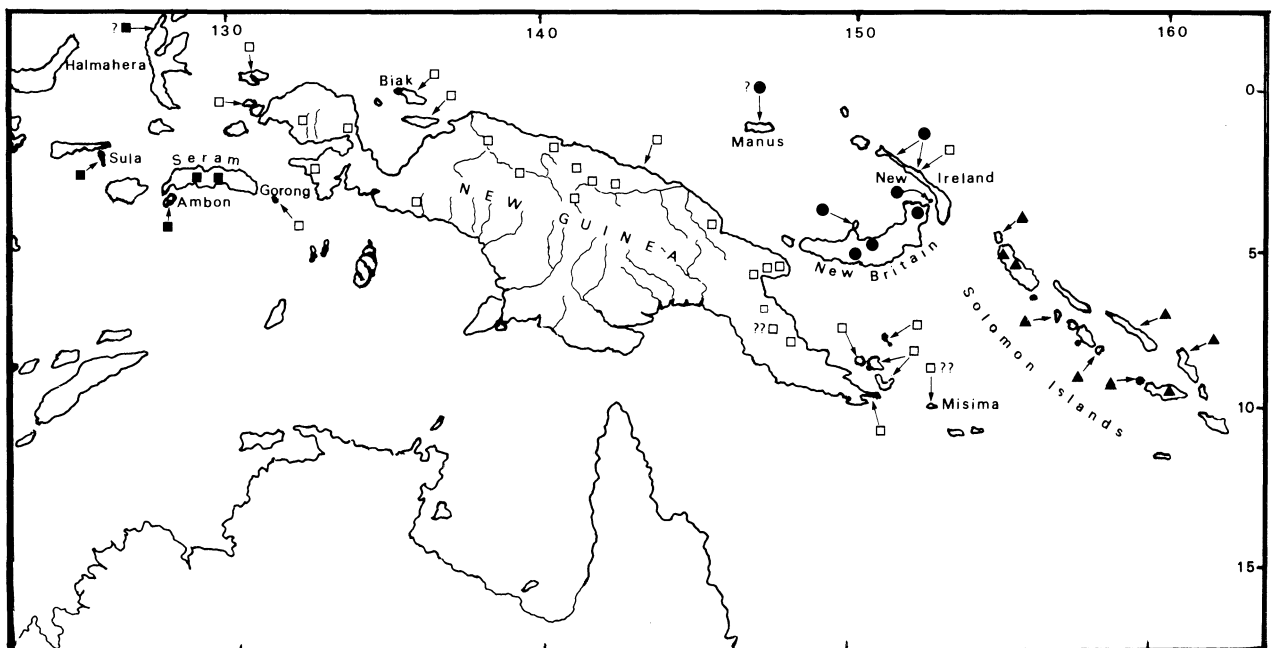 130
140
150
160
?
Halmahera
Biak
0
?
Manus
Sula
Seram
Gorong
Ambon
New Ireland
NEW GUINEA
New Britain
5
Solomon Islands
??
??
Misima
10
15